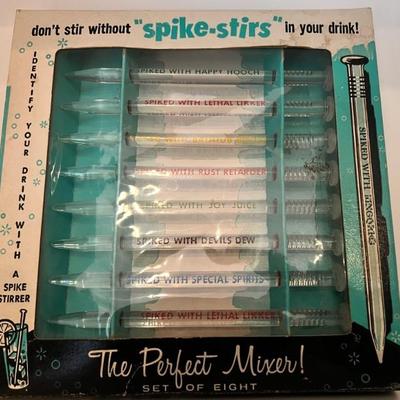 don't stir without "spike-stirs" in your drink!
IDENTIFY YOUR DRINK WITH A SPIKE STIRRER
SPIKED WITH HAPPY HOOCH
SPIKED WITH LETHAL LIKKER
WITH BATHTUB
SPIKED WITH RUST RETARDER
SPIKED WITH JOY JUICE
SPIKED WITH DEVILS DEW
SPIKED WITH SPECIAL SPIRITS
SPIKED WITH LETHAL LIKKER
SPIKED WITH
The Perfect Mixer!
SET OF EIGHT